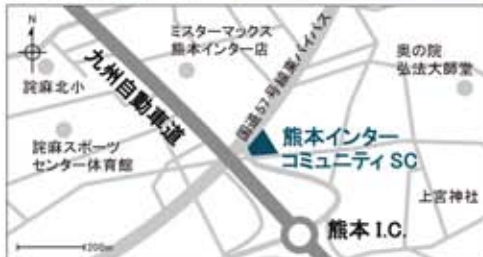 N
ミスターマックス
熊本インター店
奥の院
弘法大師堂
詫麻北小
九州自動車道
国道57号線東バイパス
詫麻スポーツ
センター体育館
熊本インター
コミュニティSC
上宮神社
熊本I.C.
200m